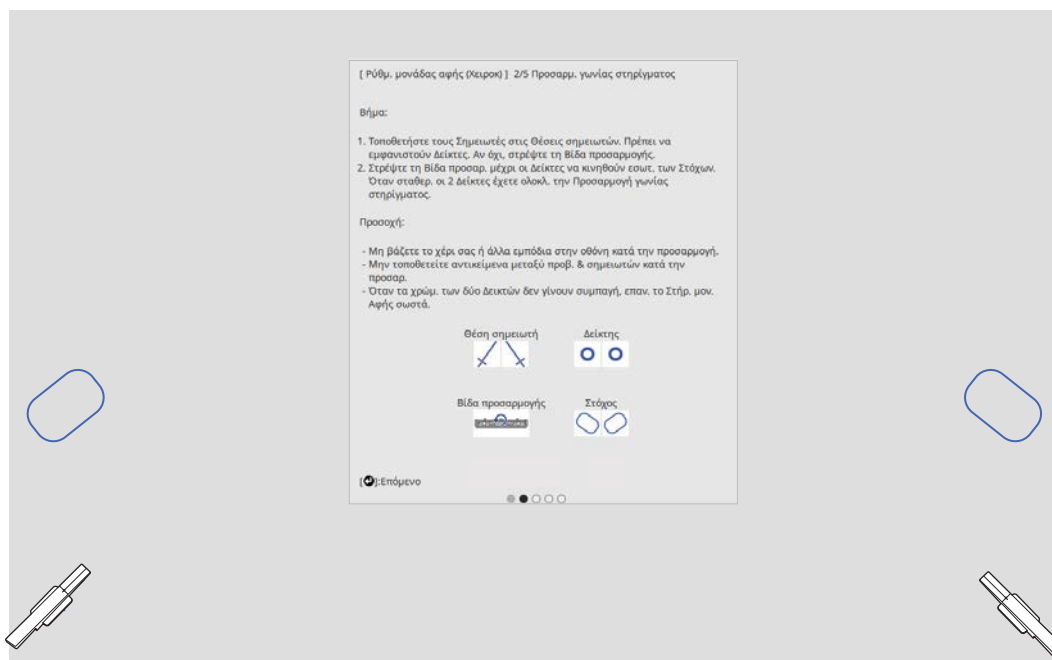 [ Ρύθμ. μονάδας αφής (Χειροκ) ] 2/5 Προσαρμ. γωνίας στηρίγματος
Βήμα:
1. Τοποθετήστε τους Σημειωτές στις Θέσεις σημειωτών. Πρέπει να
εμφανιστούν Δείκτες. Αν όχι, στρέψτε τη Βίδα προσαρμογής.
2. Στρέψτε τη Βίδα προσαρ. μέχρι οι Δείκτες να κινηθούν εσωτ. των Στόχων.
Όταν σταθερ. οι 2 Δείκτες έχετε ολοκλ. την Προσαρμογή γωνίας
στηρίγματος.
Προσοχή:
- Μη βάζετε το χέρι σας ή άλλα εμπόδια στην οθόνη κατά την προσαρμογή.
- Μην τοποθετείτε αντικείμενα μεταξύ προβ. & σημειωτών κατά την
προσαρ.
- Όταν τα χρώμ. των δύο Δεικτών δεν γίνουν συμπαγή, επαν. το Στήρ. μον.
Αφής σωστά.
Θέση σημειωτή Δείκτης
Βίδα προσαρμογής Στόχος
[ ]:Επόμενο